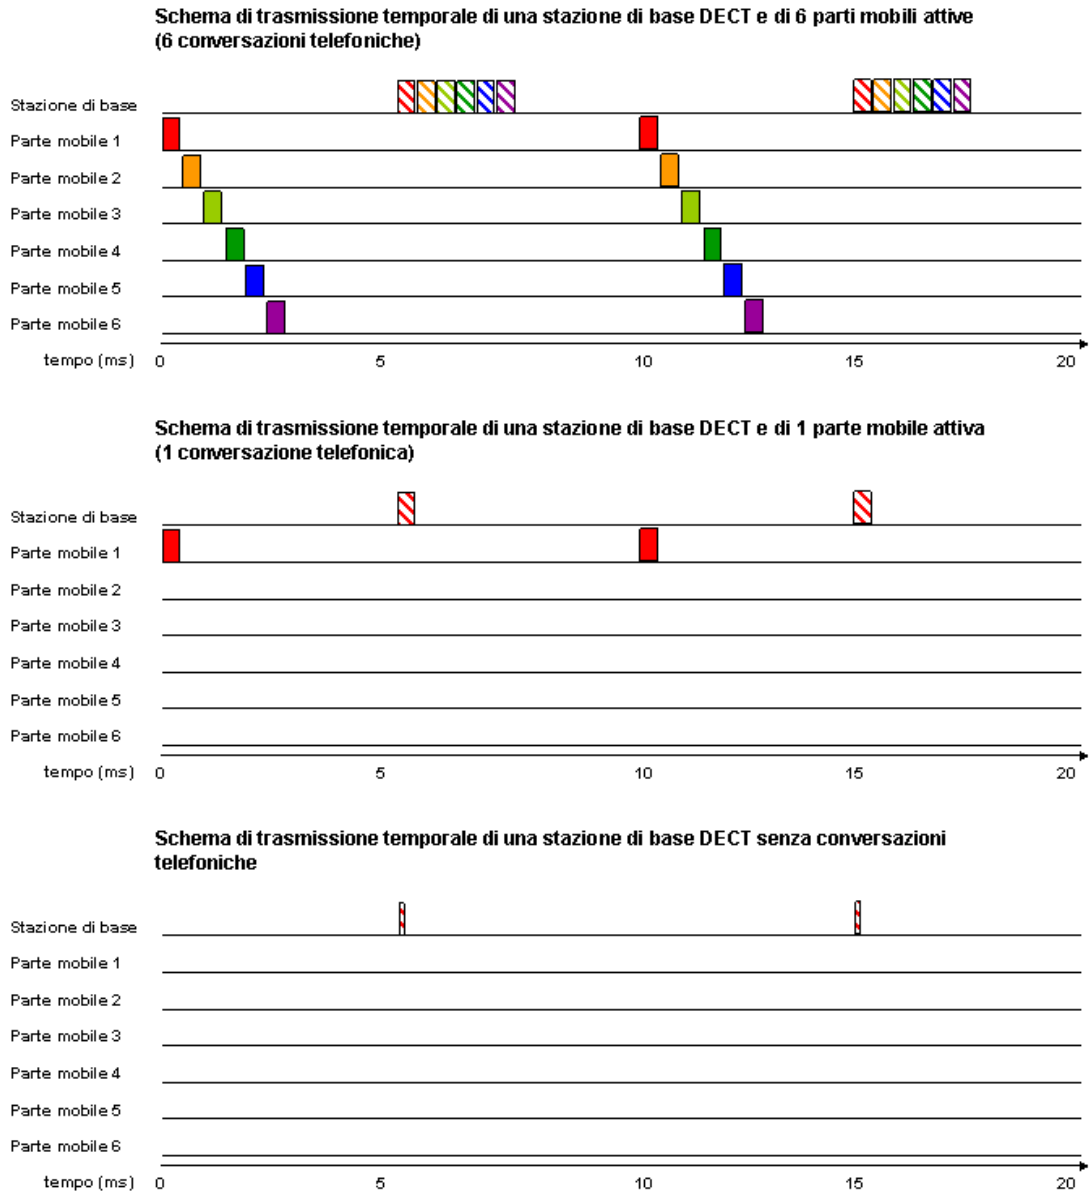 Schema di trasmissione temporale di una stazione di base DECT e di 6 parti mobili attive
(6 conversazioni telefoniche)
Stazione di base
Parte mobile 1
Parte mobile 2
Parte mobile 3
Parte mobile 4
Parte mobile 5
Parte mobile 6
tempo (ms) 0 5 10 15 20
Schema di trasmissione temporale di una stazione di base DECT e di 1 parte mobile attiva
(1 conversazione telefonica)
Stazione di base
Parte mobile 1
Parte mobile 2
Parte mobile 3
Parte mobile 4
Parte mobile 5
Parte mobile 6
tempo (ms) 0 5 10 15 20
Schema di trasmissione temporale di una stazione di base DECT senza conversazioni
telefoniche
Stazione di base
Parte mobile 1
Parte mobile 2
Parte mobile 3
Parte mobile 4
Parte mobile 5
Parte mobile 6
tempo (ms) 0 5 10 15 20